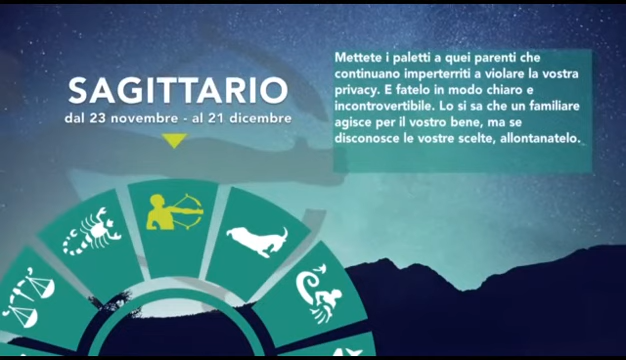 SAGITTARIO
dal 23 novembre - al 21 dicembre
Mettete i paletti a quei parenti che
continuano imperterriti a violare la vostra
privacy. E fatelo in modo chiaro e
incontrovertibile. Lo si sa che un familiare
agisce per il vostro bene, ma se
disconosce le vostre scelte, allontanatelo.